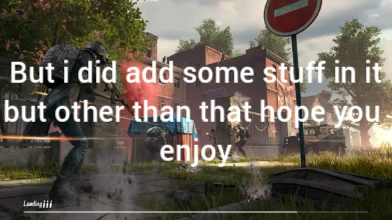 But i did add some stuff in it
but other than that hope you
enjoy
Loading